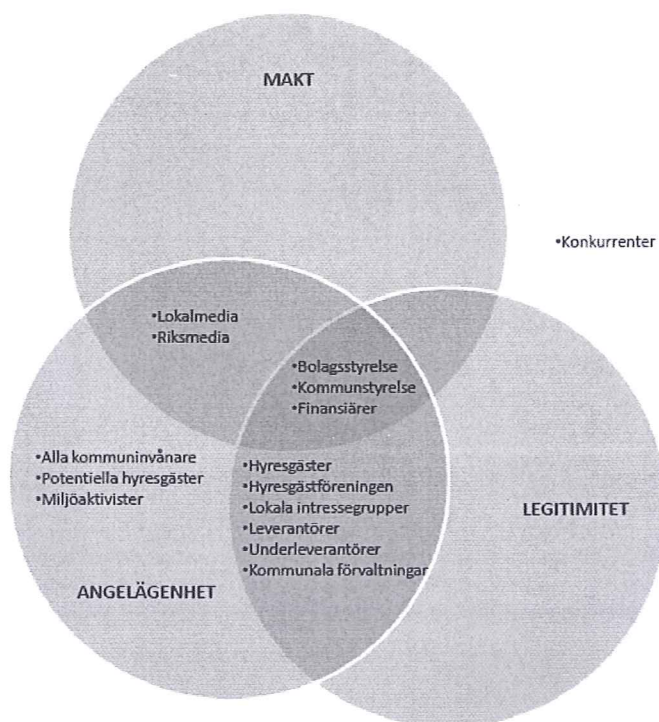 MAKT
•Konkurrenter
•Lokalmedia
•Riksmedia
•Bolagsstyrelse
•Kommunstyrelse
•Finansiärer
•Alla kommuninvånare
•Potentiella hyresgäster
•Miljöaktivister
•Hyresgäster
•Hyresgästföreningen
•Lokala intressegrupper
•Leverantörer
•Underleverantörer
•Kommunala förvaltningar
LEGITIMITET
ANGELÄGENHET